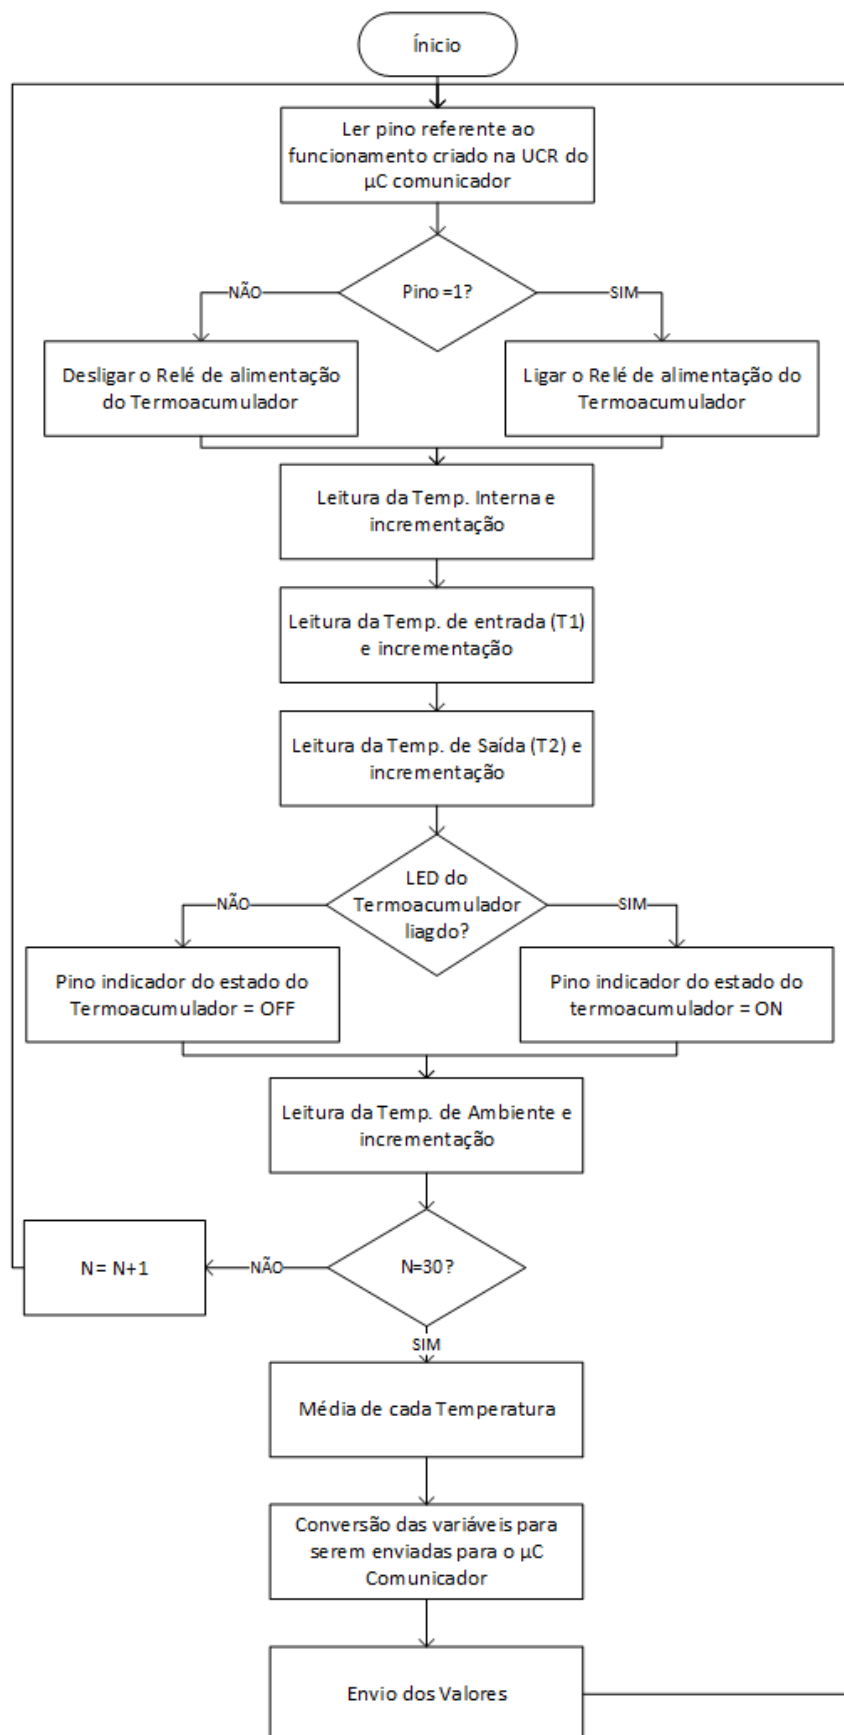 Ínicio
Ler pino referente ao
funcionamento criado na UCR do
µC comunicador
Pino =1?
NÃO
SIM
Desligar o Relé de alimentação
do Termoacumulador
Ligar o Relé de alimentação do
Termoacumulador
Leitura da Temp. Interna e
incrementação
Leitura da Temp. de entrada (T1)
e incrementação
Leitura da Temp. de Saída (T2) e
incrementação
LED do
Termoacumulador
liagdo?
NÃO
SIM
Pino indicador do estado do
Termoacumulador = OFF
Pino indicador do estado do
termoacumulador = ON
Leitura da Temp. de Ambiente e
incrementação
N=30?
NÃO
N= N+1
SIM
Média de cada Temperatura
Conversão das variáveis para
serem enviadas para o µC
Comunicador
Envio dos Valores